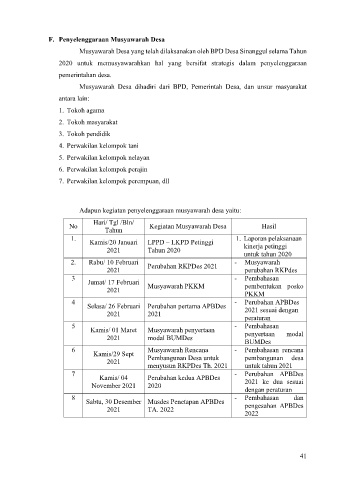 F. Penyelenggaraan Musyawarah Desa
Musyawarah Desa yang telah dilaksanakan oleh BPD Desa Sinanggul selama Tahun
2020 untuk memusyawarahkan hal yang bersifat strategis dalam penyelenggaraan
pemerintahan desa.
Musyawarah Desa dihadiri dari BPD, Pemerintah Desa, dan unsur masyarakat
antara lain:
1. Tokoh agama
2. Tokoh masyarakat
3. Tokoh pendidik
4. Perwakilan kelompok tani
5. Perwakilan kelompok nelayan
6. Perwakilan kelompok perajin
7. Perwakilan kelompok perempuan, dll
Adapun kegiatan penyelenggaraan musyawarah desa yaitu:
No Hari/ Tgl /Bln/ Tahun Kegiatan Musyawarah Desa Hasil
1. Kamis/20 Januari 2021 LPPD – LKPD Petinggi Tahun 2020 1. Laporan pelaksanaan kinerja petinggi untuk tahun 2020
2. Rabu/ 10 Februari 2021 Perubahan RKPDes 2021 - Musyawarah perubahan RKPdes
3 Jumat/ 17 Februari 2021 Musyawarah PKKM - Pembahasan pembentukan posko PKKM
4 Selasa/ 26 Februari 2021 Perubahan pertama APBDes 2021 - Perubahan APBDes 2021 sesuai dengan peraturan
5 Kamis/ 01 Maret 2021 Musyawarah penyertaan modal BUMDes - Pembahasan penyertaan modal BUMDes
6 Kamis/29 Sept 2021 Musyawarah Rencana Pembangunan Desa untuk menyusun RKPDes Th. 2021 - Pembahasan rencana pembangunan desa untuk tahun 2021
7 Kamis/ 04 November 2021 Perubahan kedua APBDes 2020 - Perubahan APBDes 2021 ke dua sesuai dengan peraturan
8 Sabtu, 30 Desember 2021 Musdes Penetapan APBDes TA. 2022 - Pembahasan dan pengesahan APBDes 2022
41